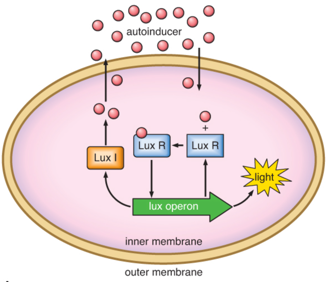 autoinducer
+
Lux I
Lux R
Lux R
light
lux operon
inner membrane
outer membrane